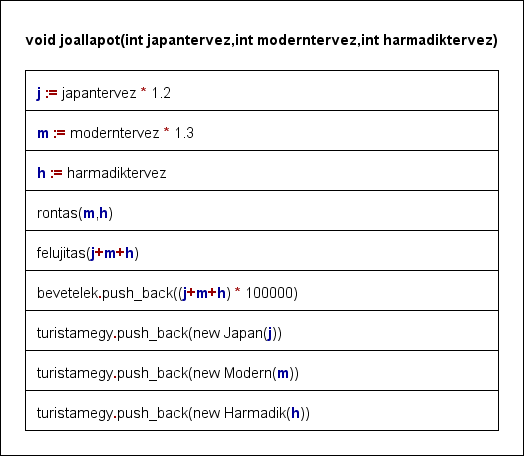 void joallapot(int japantervez,int moderntervez,int harmadiktervez)
j := japantervez * 1.2
m := moderntervez * 1.3
h := harmadiktervez
rontas(m,h)
felujitas(j+m+h)
bevetelek.push_back((j+m+h) * 100000)
turistamegy.push_back(new Japan(j))
turistamegy.push_back(new Modern(m))
turistamegy.push_back(new Harmadik(h))